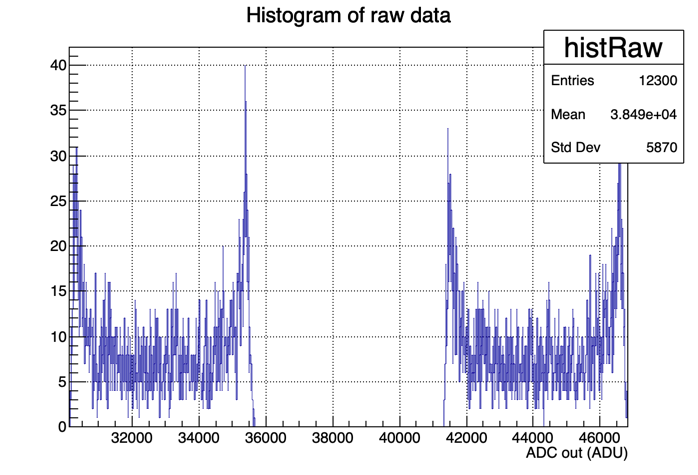 Histogram of raw data
histRaw
Entries 12300
Mean 3.849e+04
Std Dev 5870
40
35
30
25
20
15
10
5
0
32000 34000 36000 38000 40000 42000 44000 46000
ADC out (ADU)